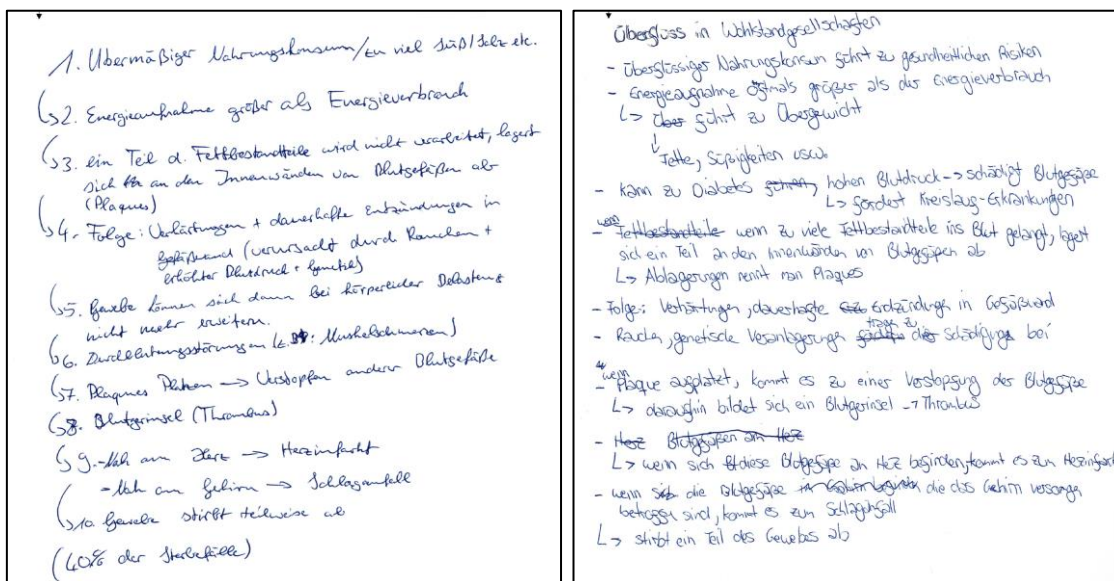 1. Übermäßiger Nahrungskonsum/zu viel süß/Salz etc.
↳2. Energieaufnahme größer als Energieverbrauch
↳3. ein Teil d. Fettbestandteile wird nicht verarbeitet, lagert
sich an den Innenwänden von Blutgefäßen ab
(Plaques)
↳4. Folge: Verhärtungen + dauerhafte Entzündungen in
Gefäßwand (verursacht durch Rauchen +
erhöhter Blutdruck + genetisch)
↳5. Gewebe können sich dann bei körperlicher Belastung
nicht mehr erweitern.
↳6. Durchblutungsstörungen (z.B.: Muskelschmerzen)
↳7. Plaques Platzen → Verstopfen anderer Blutgefäße
↳8. Blutgerinsel (Thrombus)
↳9. -Nah am Herz → Herzinfarkt
-Nah am Gehirn → Schlaganfall
↳10. Gewebe stirbt teilweise ab
(40% der Sterbefälle)
Überfluss in Wohlstandgesellschaften
- Überflüssiger Nahrungskonsum führt zu gesundheitlichen Risiken
- Energieaufnahme oftmals größer als der Energieverbrauch
↳ führt zu Übergewicht
↓
Fette, Süßigkeiten usw.
- kann zu Diabetes führen, hohen Blutdruck → schädigt Blutgefäße
↳ fördert Kreislauf-Erkrankungen
- wenn Fettbestandteile wenn zu viele Fettbestandteile ins Blut gelangt, lagert
sich ein Teil an den Innenwänden von Blutgefäßen ab
↳ Ablagerungen nennt man Plaques
- Folge: Verhärtungen, dauerhafte Entzündungen in Gefäßwand
- Rauchen, genetische Veranlagerungen tragen zu Schädigung bei
- wenn Plaque aufplatzt, kommt es zu einer Verstopfung der Blutgefäße
↳ daraufhin bildet sich ein Blutgerinsel → Thrombus
- Herz Blutgefäßen am Herz
↳ wenn sich diese Blutgefäße an Herz befinden, kommt es zum Herzinfarkt
- wenn die Blutgefäße die das Gehirn versorgen
betroffen sind, kommt es zum Schlaganfall
↳ stirbt ein Teil des Gewebes ab